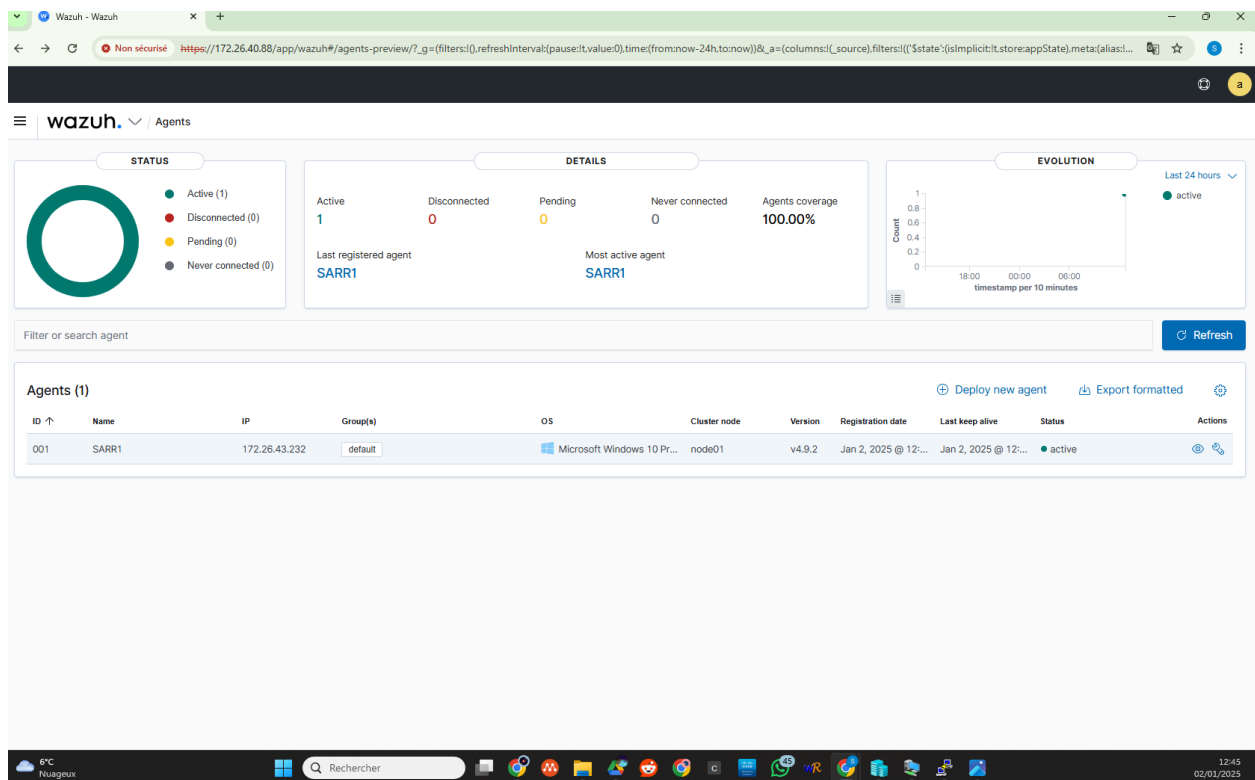 Wazuh - Wazuh
Non sécurisé https://172.26.40.88/app/wazuh#/agents-preview/?_g=(filters:!(),refreshInterval:(pause:!t,value:0),time:(from:now-24h,to:now))&_a=(columns:!(_source),filters:!(('$state':(isImplicit:!t,store:appState),meta:(alias:!...
S
a
wazuh. / Agents
STATUS
Active (1)
Disconnected (0)
Pending (0)
Never connected (0)
DETAILS
Active Disconnected Pending Never connected Agents coverage
1 0 0 0 100.00%
Last registered agent Most active agent
SARR1 SARR1
EVOLUTION
Last 24 hours
active
Count
1
0.8
0.6
0.4
0.2
0
18:00 00:00 06:00
timestamp per 10 minutes
Filter or search agent
Refresh
Agents (1) Deploy new agent Export formatted
ID Name IP Group(s) OS Cluster node Version Registration date Last keep alive Status Actions
001 SARR1 172.26.43.232 default Microsoft Windows 10 Pr... node01 v4.9.2 Jan 2, 2025 @ 12:... Jan 2, 2025 @ 12:... active
6°C
Nuageux
Rechercher
45
12:45
02/01/2025